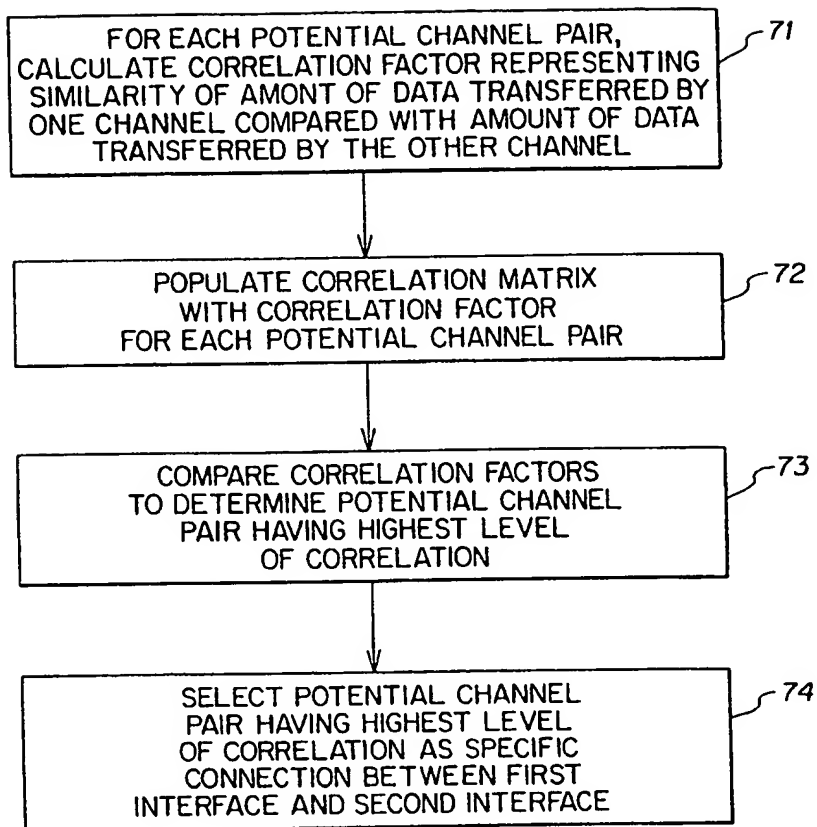 FOR EACH POTENTIAL CHANNEL PAIR,
CALCULATE CORRELATION FACTOR REPRESENTING
SIMILARITY OF AMONT OF DATA TRANSFERRED BY
ONE CHANNEL COMPARED WITH AMOUNT OF DATA
TRANSFERRED BY THE OTHER CHANNEL
71
POPULATE CORRELATION MATRIX
WITH CORRELATION FACTOR
FOR EACH POTENTIAL CHANNEL PAIR
72
COMPARE CORRELATION FACTORS
TO DETERMINE POTENTIAL CHANNEL
PAIR HAVING HIGHEST LEVEL
OF CORRELATION
73
SELECT POTENTIAL CHANNEL
PAIR HAVING HIGHEST LEVEL
OF CORRELATION AS SPECIFIC
CONNECTION BETWEEN FIRST
INTERFACE AND SECOND INTERFACE
74